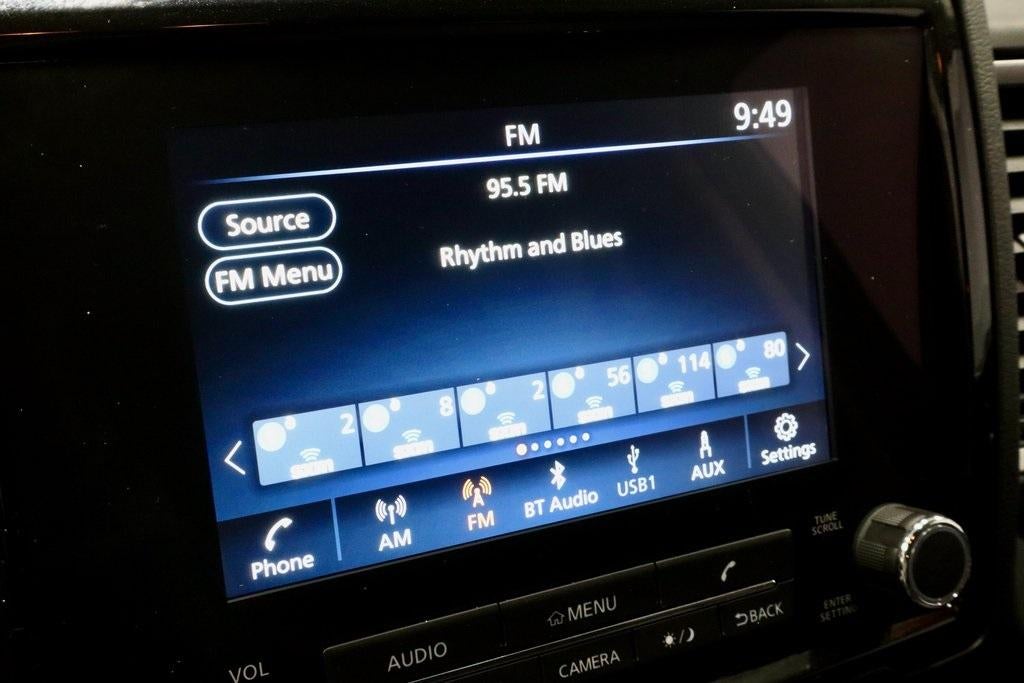 FM
9:49
95.5 FM
Source
Rhythm and Blues
FM Menu
2
8
2
56
114
80
Phone
AM
FM
BT Audio
USB1
AUX
Settings
TUNE
SCROLL
VOL
AUDIO
MENU
CAMERA
BACK
ENTER
SETTING